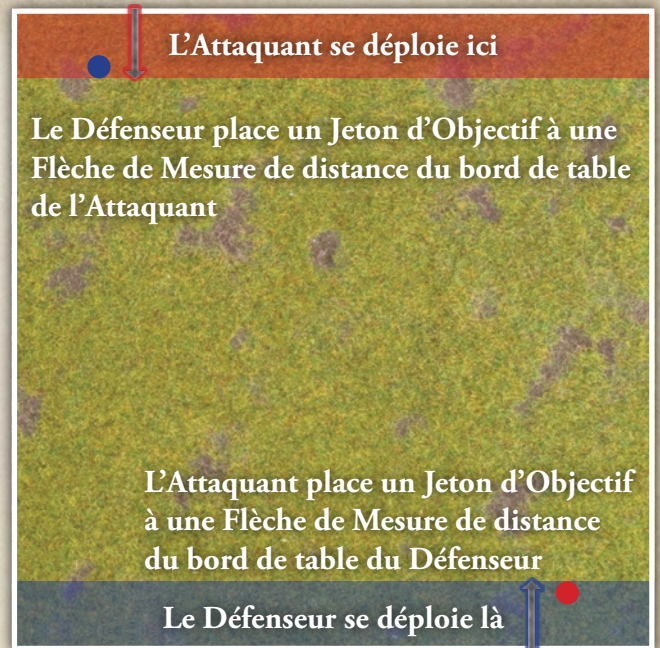 L’Attaquant se déploie ici
Le Défenseur place un Jeton d’Objectif à une
Flèche de Mesure de distance du bord de table
de l’Attaquant
L’Attaquant place un Jeton d’Objectif
à une Flèche de Mesure de distance
du bord de table du Défenseur
Le Défenseur se déploie là